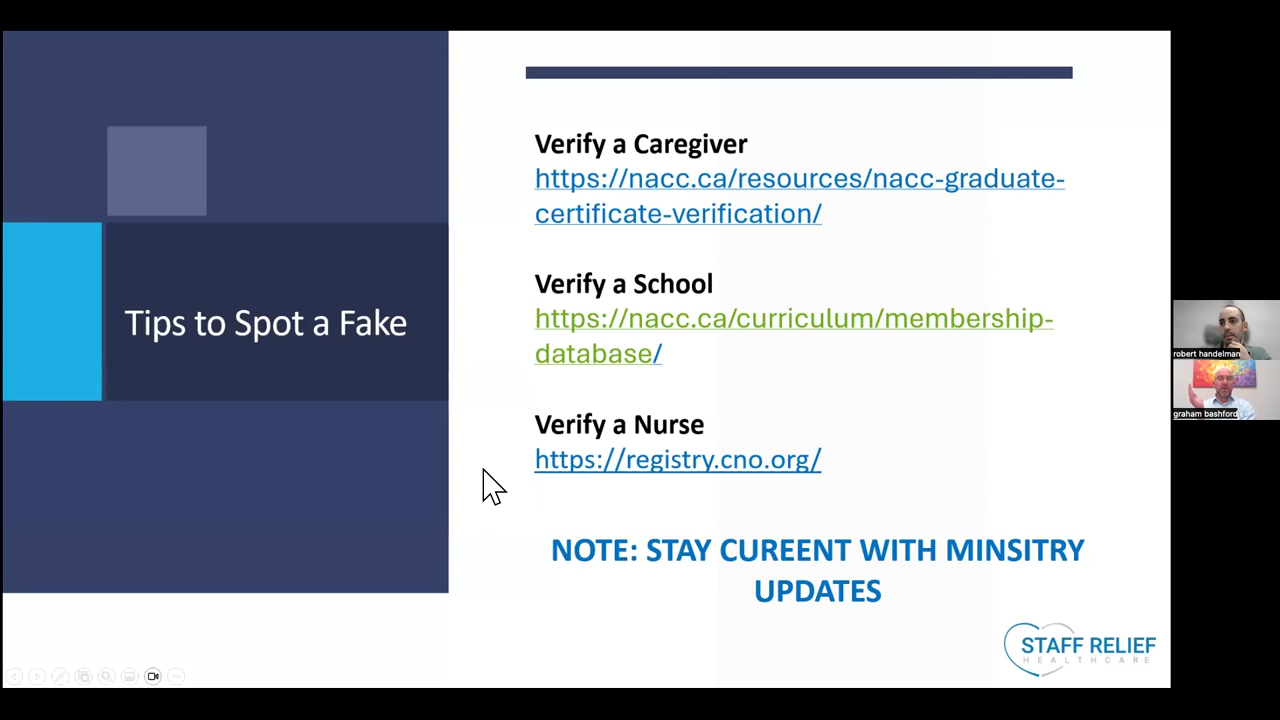 Tips to Spot a Fake
Verify a Caregiver
https://nacc.ca/resources/nacc-graduate-
certificate-verification/
Verify a School
https://nacc.ca/curriculum/membership-
database/
Verify a Nurse
https://registry.cno.org/
NOTE: STAY CUREENT WITH MINSITRY
UPDATES
STAFF RELIEF
HEALTHCARE
robert handelman
graham bashford